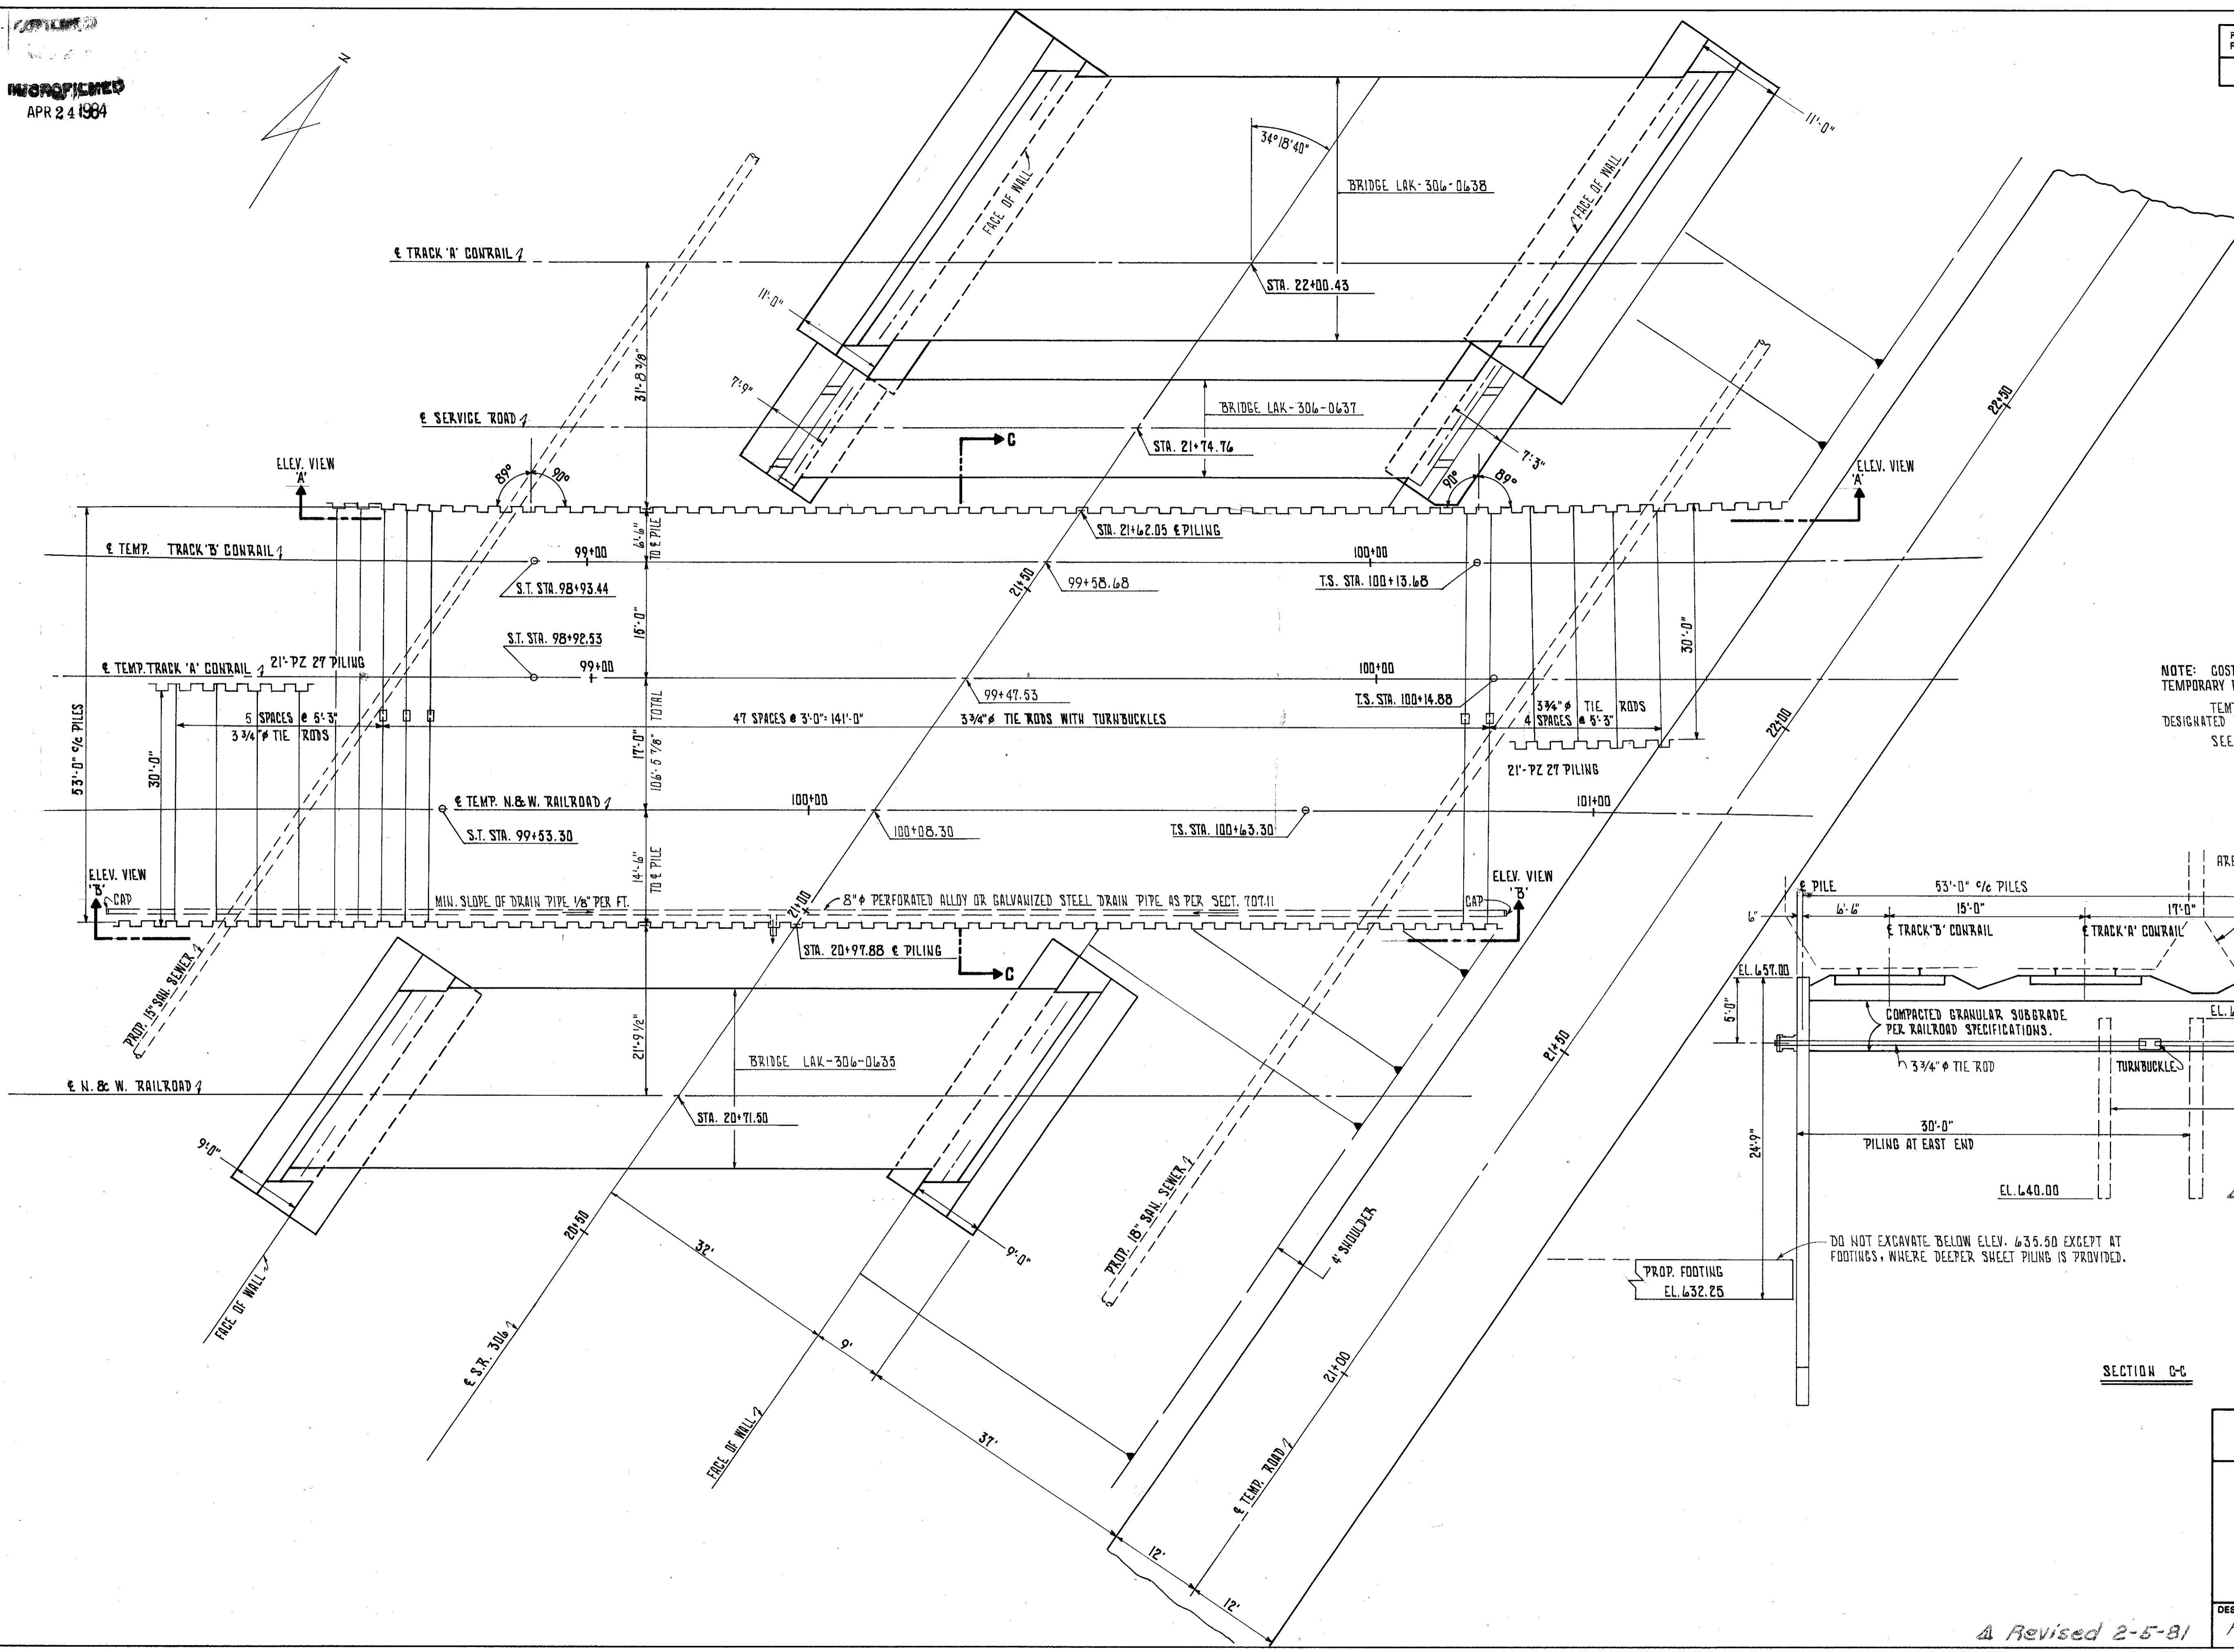 MICROFILMED
APR 24 1984
N
11'-0"
34°18'40"
BRIDGE LAK-306-0638
FACE OF WALL
FACE OF WALL
℄ TRACK 'A' CONRAIL
STA. 22+00.43
11'-0"
31'-8 3/8"
7'-9"
BRIDGE LAK-306-0637
℄ SERVICE ROAD
C
STA. 21+74.76
7'-3"
22+50
ELEV. VIEW
'A'
89°
90°
90°
89°
ELEV. VIEW
'A'
6'-6"
TO ℄ PILE
STA. 21+62.05 ℄ PILING
℄ TEMP. TRACK 'B' CONRAIL
99+00
100+00
S.T. STA. 98+93.44
21+50
99+58.68
T.S. STA. 100+13.68
15'-0"
S.T. STA. 98+92.53
30'-0"
℄ TEMP. TRACK 'A' CONRAIL
21'-PZ 27 PILING
99+00
100+00
99+47.53
T.S. STA. 100+14.88
NOTE: COST
TEMPORARY
DESIGNATED
SEE
53'-0" c/c PILES
5 SPACES @ 5'-3"
3 3/4"ø TIE RODS
47 SPACES @ 3'-0"= 141'-0"
3 3/4"ø TIE RODS WITH TURNBUCKLES
3 3/4"ø TIE RODS
4 SPACES @ 5'-3"
22+00
17'-0"
106'-5 7/8" TOTAL
30'-0"
21'-PZ 27 PILING
℄ TEMP. N.& W. RAILROAD
100+00
101+00
S.T. STA. 99+53.30
100+08.30
T.S. STA. 100+63.30
14'-6"
TO ℄ PILE
ELEV. VIEW
'B'
CAP
MIN. SLOPE OF DRAIN PIPE 1/8" PER FT.
21+00
8"ø PERFORATED ALLOY OR GALVANIZED STEEL DRAIN PIPE AS PER SECT. 707.11
CAP
ELEV. VIEW
'B'
STA. 20+97.88 ℄ PILING
C
PROP. 15" SAN. SEWER
21'-9 1/2"
BRIDGE LAK-306-0635
21+50
℄ N. & W. RAILROAD
STA. 20+71.50
9'-0"
PROP. 18" SAN. SEWER
20+50
32'
9'-0"
4' SHOULDER
FACE OF WALL
℄ S.R. 306
9'
21+00
FACE OF WALL
37'
℄ TEMP. ROAD
12'
12'
℄ PILE
53'-0" c/c PILES
6"
6'-6"
15'-0"
17'-0"
℄ TRACK 'B' CONRAIL
℄ TRACK 'A' CONRAIL
EL. 657.00
5'-0"
COMPACTED GRANULAR SUBGRADE
PER RAILROAD SPECIFICATIONS.
3 3/4" ø TIE ROD
TURNBUCKLE
24'-9"
30'-0"
PILING AT EAST END
EL. 640.00
DO NOT EXCAVATE BELOW ELEV. 635.50 EXCEPT AT
FOOTINGS, WHERE DEEPER SHEET PILING IS PROVIDED.
PROP. FOOTING
EL. 632.25
SECTION C-C
Revised 2-5-81